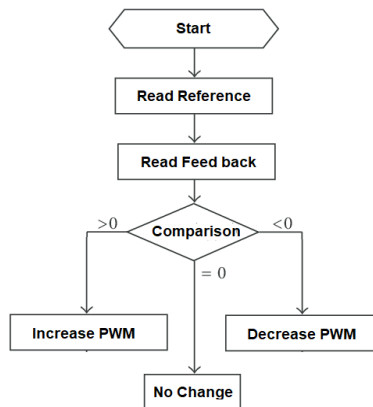 Start
Read Reference
Read Feed back
>0
Comparison
<0
= 0
Increase PWM
Decrease PWM
No Change